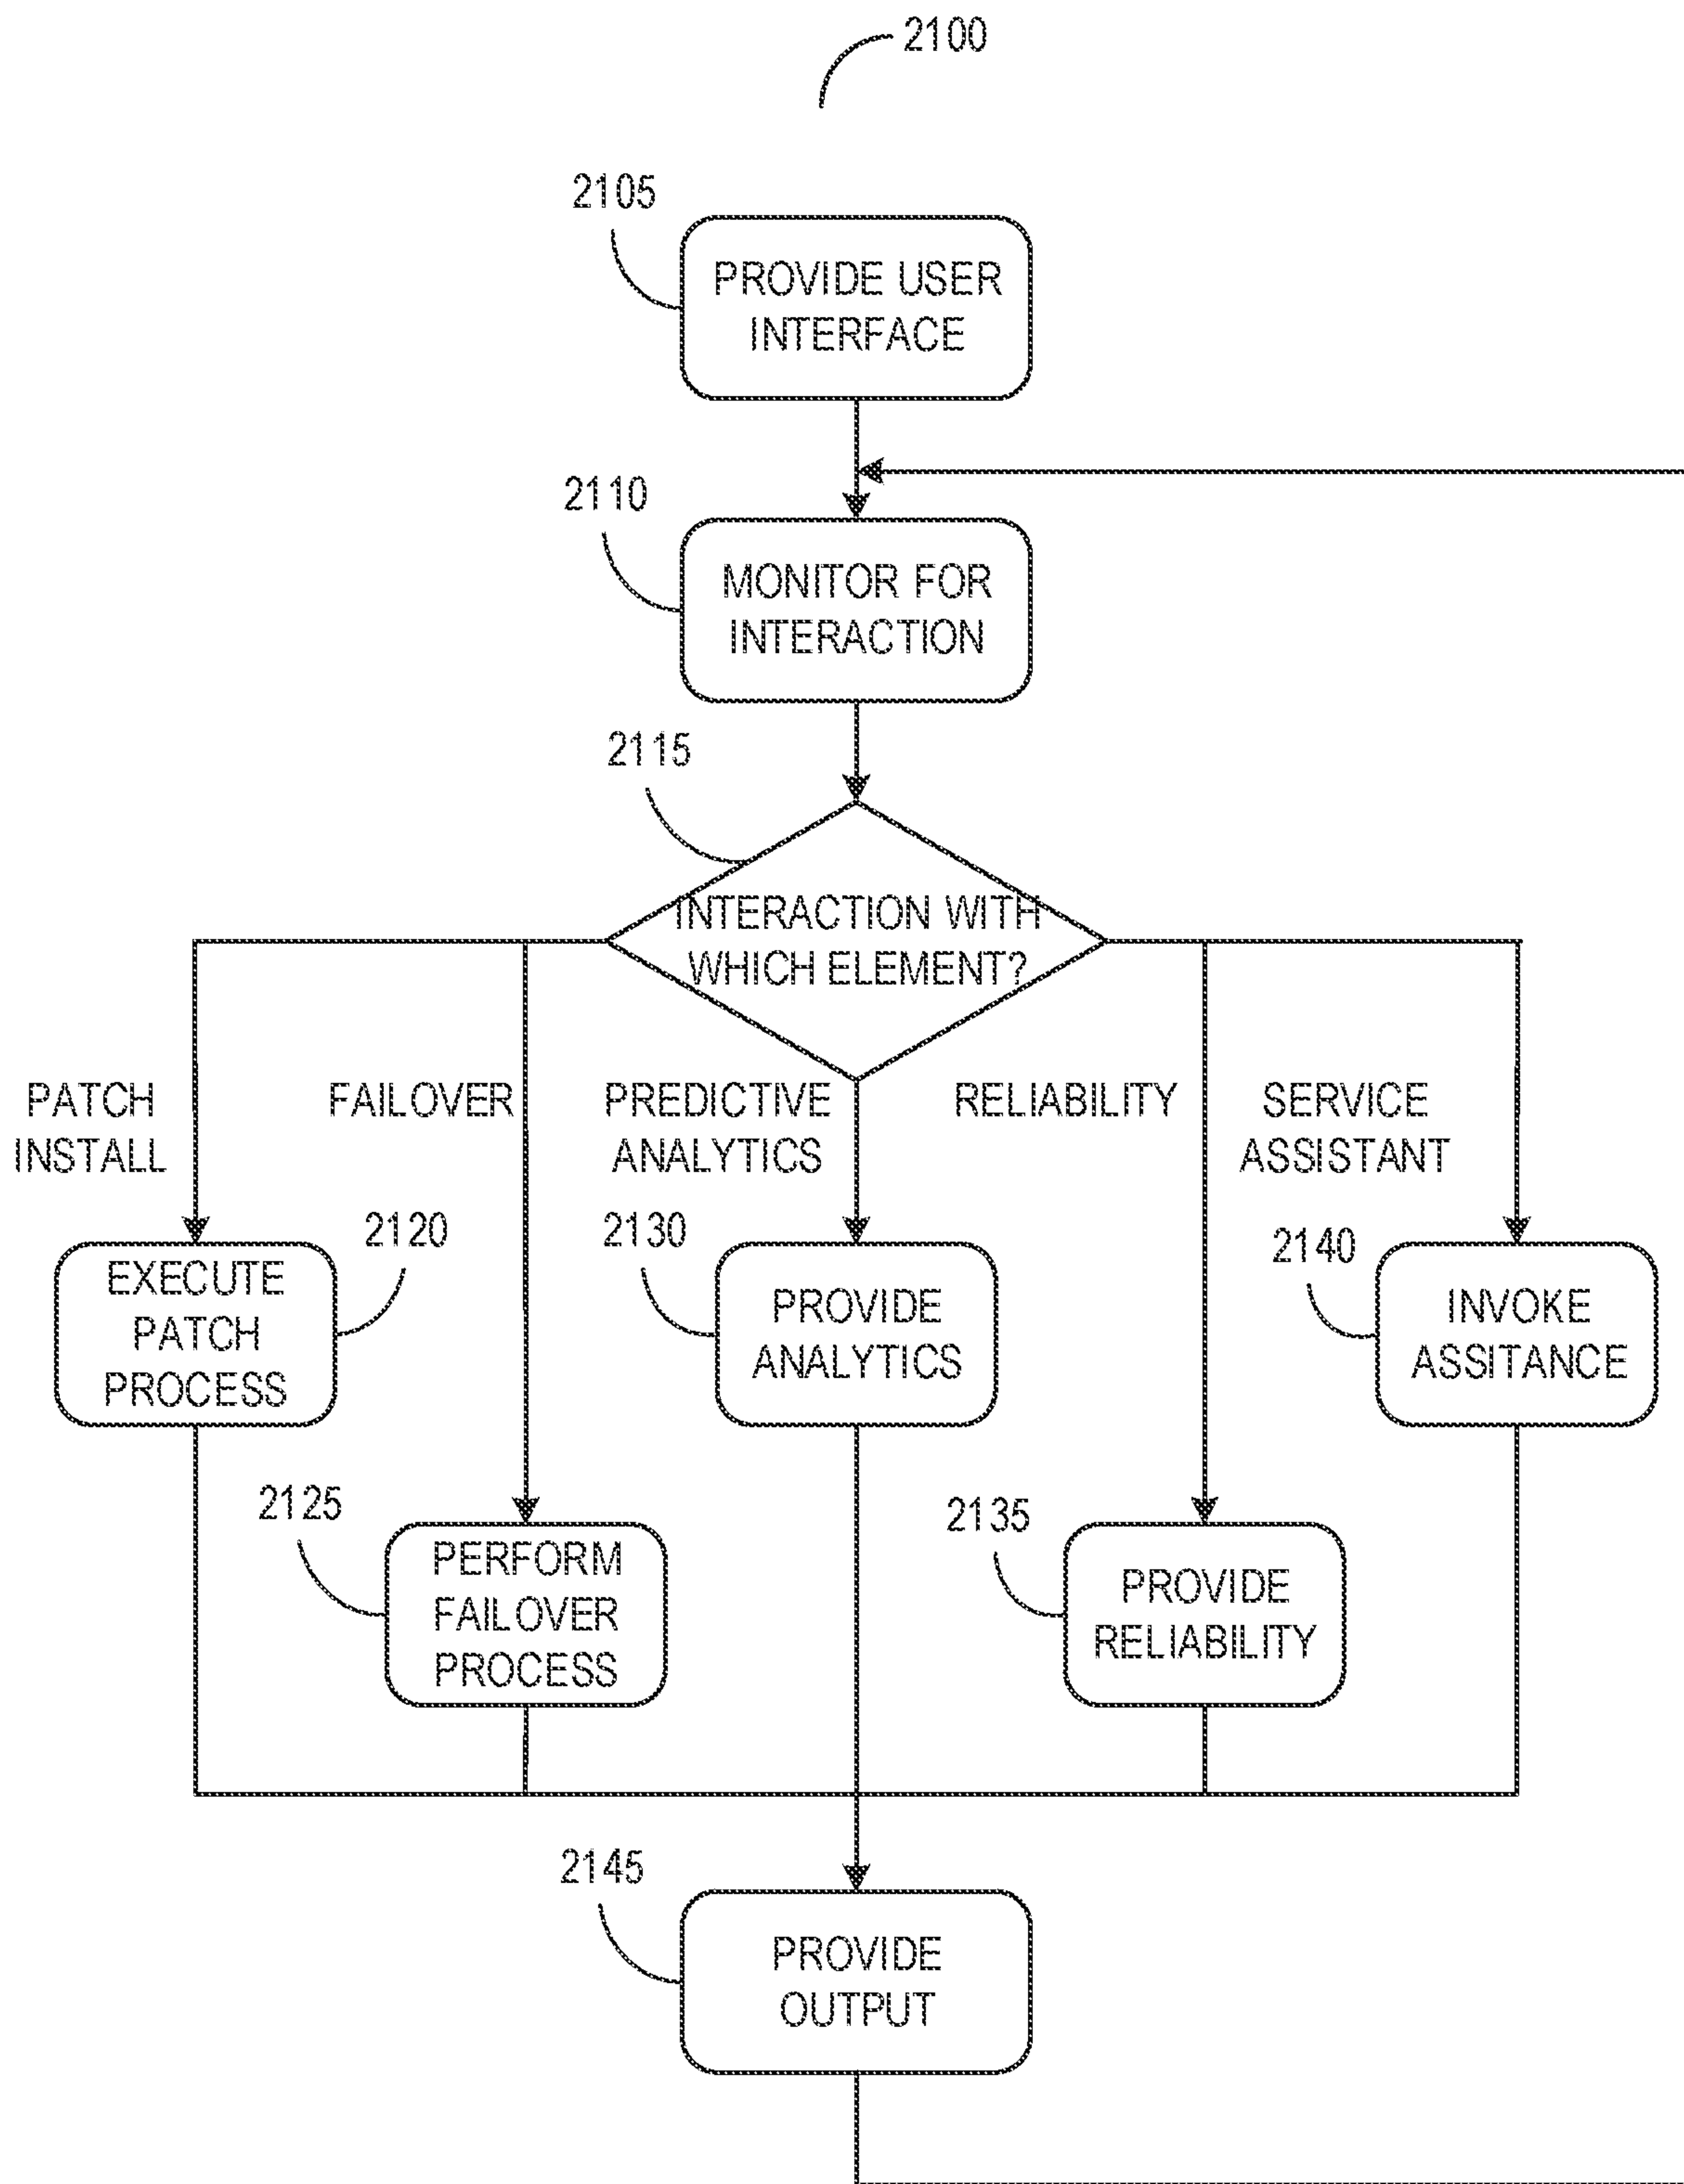 2100
2105
PROVIDE USER
INTERFACE
2110
MONITOR FOR
INTERACTION
2115
INTERACTION WITH
WHICH ELEMENT?
PATCH
INSTALL
FAILOVER
PREDICTIVE
ANALYTICS
RELIABILITY
SERVICE
ASSISTANT
2120
EXECUTE
PATCH
PROCESS
2130
PROVIDE
ANALYTICS
2140
INVOKE
ASSITANCE
2125
PERFORM
FAILOVER
PROCESS
2135
PROVIDE
RELIABILITY
2145
PROVIDE
OUTPUT